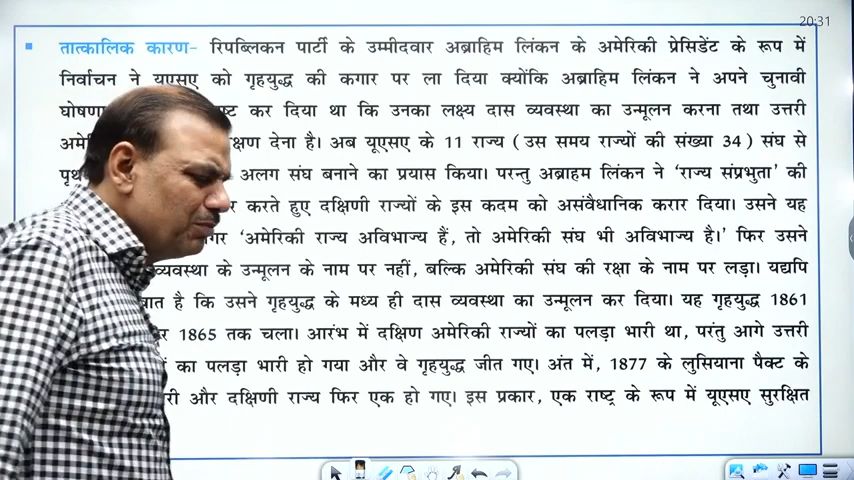 20:31
तात्कालिक कारण- रिपब्लिकन पार्टी के उम्मीदवार अब्राहिम लिंकन के अमेरिकी प्रेसिडेंट के रूप में
निर्वाचन ने यूएसए को गृहयुद्ध की कगार पर ला दिया क्योंकि अब्राहिम लिंकन ने अपने चुनावी
घोषणा कर दिया था कि उनका लक्ष्य दास व्यवस्था का उन्मूलन करना तथा उत्तरी
देना है। अब यूएसए के 11 राज्य (उस समय राज्यों की संख्या 34) संघ से
अलग संघ बनाने का प्रयास किया। परन्तु अब्राहम लिंकन ने 'राज्य संप्रभुता' की
करते हुए दक्षिणी राज्यों के इस कदम को असंवैधानिक करार दिया। उसने यह
'अमेरिकी राज्य अविभाज्य हैं, तो अमेरिकी संघ भी अविभाज्य है।' फिर उसने
व्यवस्था के उन्मूलन के नाम पर नहीं, बल्कि अमेरिकी संघ की रक्षा के नाम पर लड़ा। यद्यपि
है कि उसने गृहयुद्ध के मध्य ही दास व्यवस्था का उन्मूलन कर दिया। यह गृहयुद्ध 1861
1865 तक चला। आरंभ में दक्षिण अमेरिकी राज्यों का पलड़ा भारी था, परंतु आगे उत्तरी
का पलड़ा भारी हो गया और वे गृहयुद्ध जीत गए। अंत में, 1877 के लुसियाना पैक्ट के
और दक्षिणी राज्य फिर एक हो गए। इस प्रकार, एक राष्ट्र के रूप में यूएसए सुरक्षित